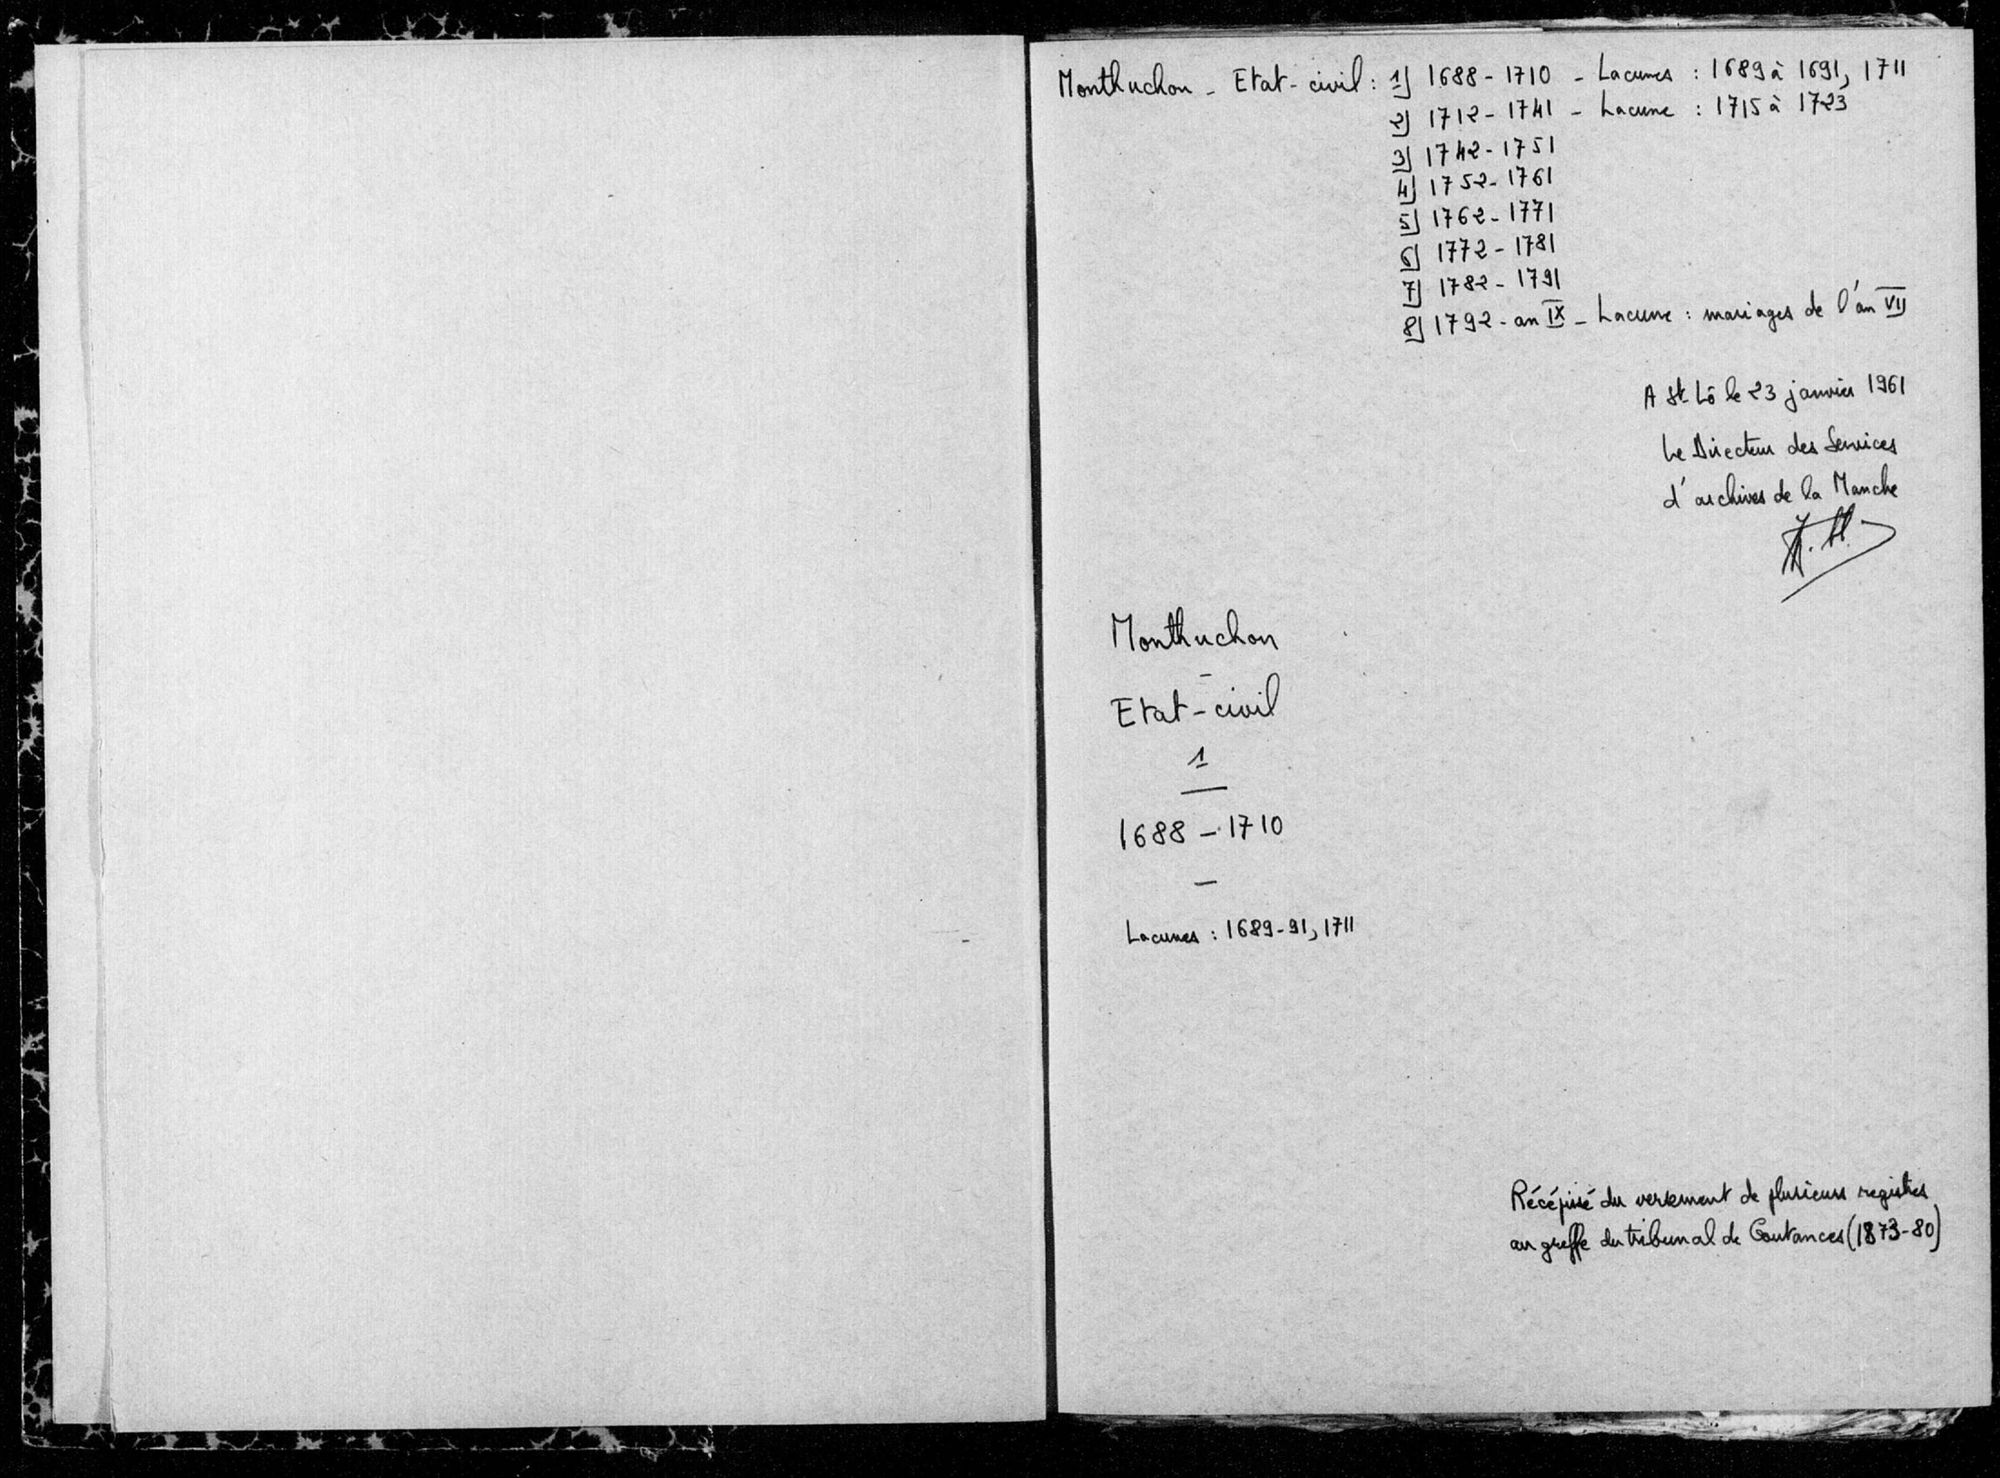 Monthuchon - Etat-civil : 1] 1688-1710 - Lacunes : 1689 à 1691, 1711
2] 1712-1741 - Lacune : 1715 à 1723
3] 1742-1751
4] 1752-1761
5] 1762-1771
6] 1772-1781
7] 1782-1791
8] 1792-an IX - Lacune : mariages de l'an VII
A St-Lô le 23 janvier 1961
Le Directeur des Services
d'archives de la Manche
Monthuchon
-
Etat-civil
1
1688-1710
-
Lacunes : 1689-91, 1711
Récépissé du versement de plusieurs registres
au greffe du tribunal de Coutances (1873-80)